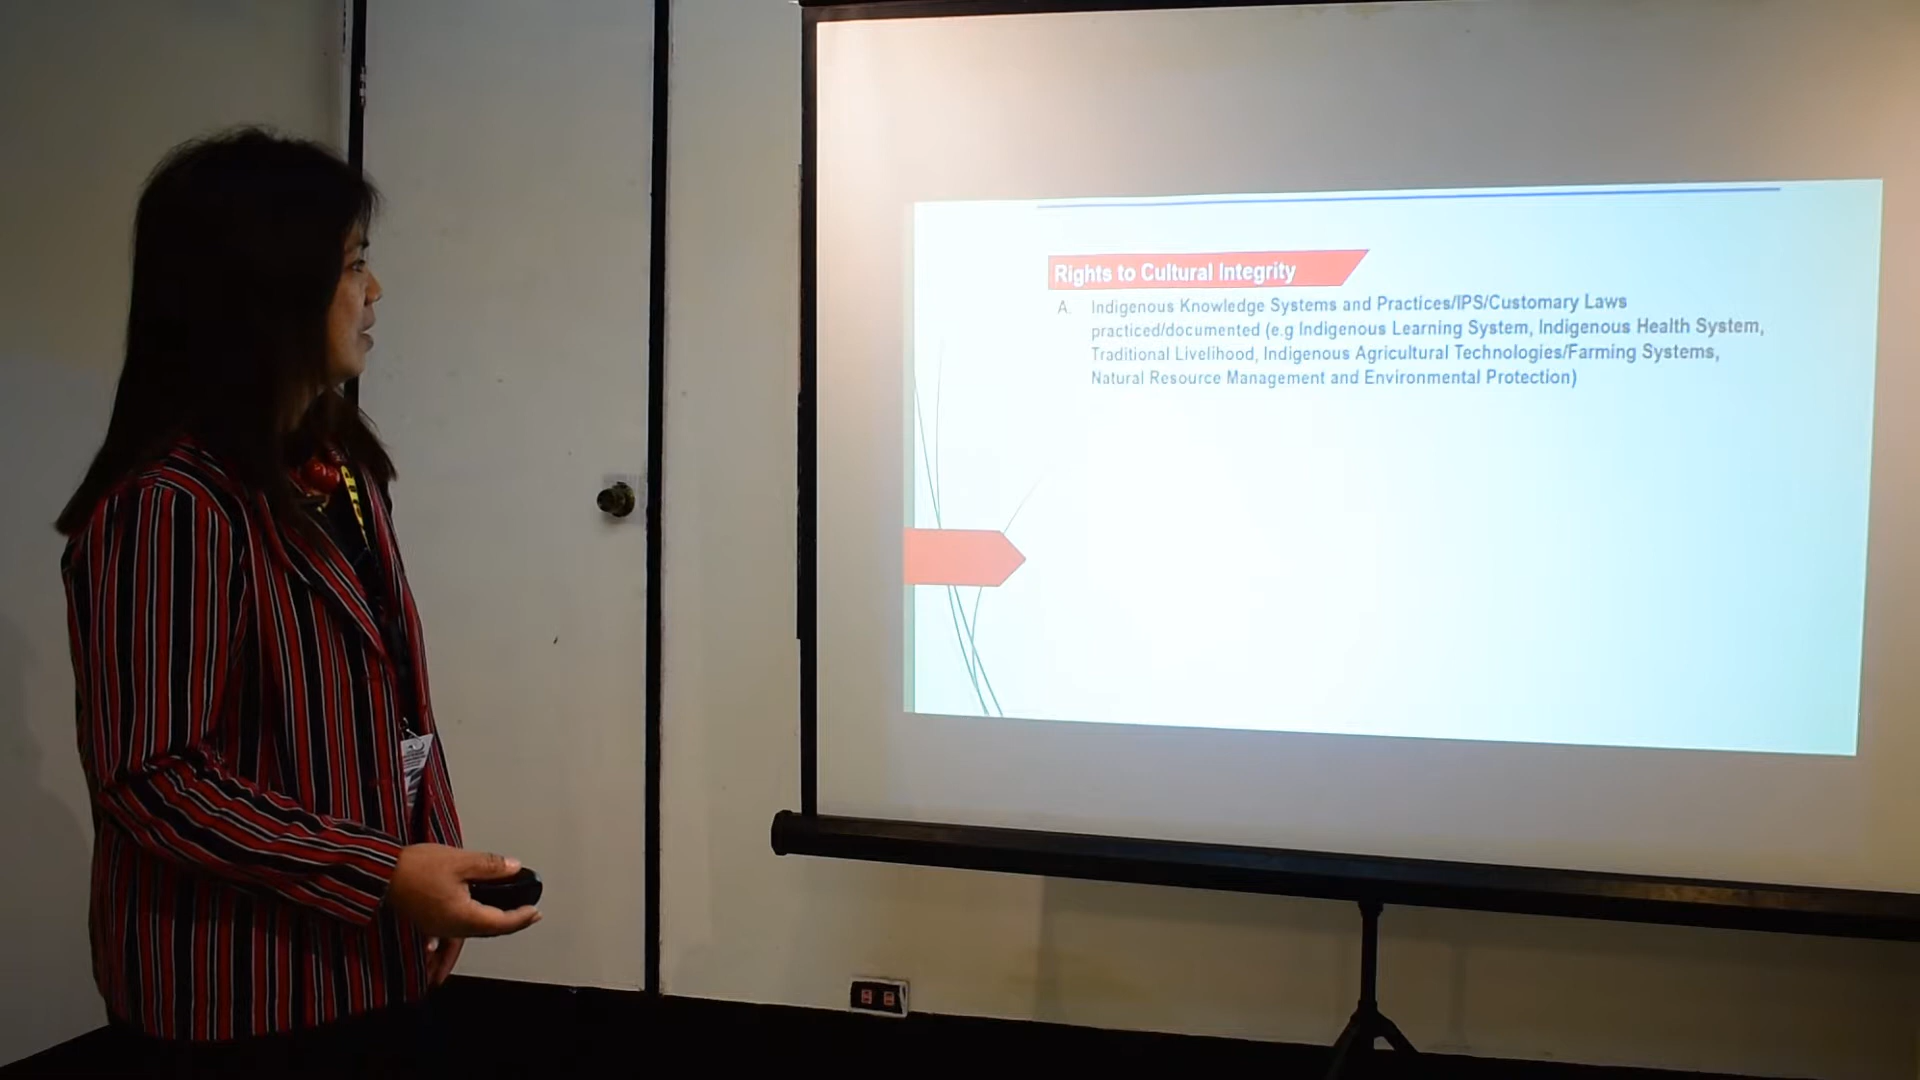 Rights to Cultural Integrity
A. Indigenous Knowledge Systems and Practices/IPS/Customary Laws
practiced/documented (e.g Indigenous Learning System, Indigenous Health System,
Traditional Livelihood, Indigenous Agricultural Technologies/Farming Systems,
Natural Resource Management and Environmental Protection)